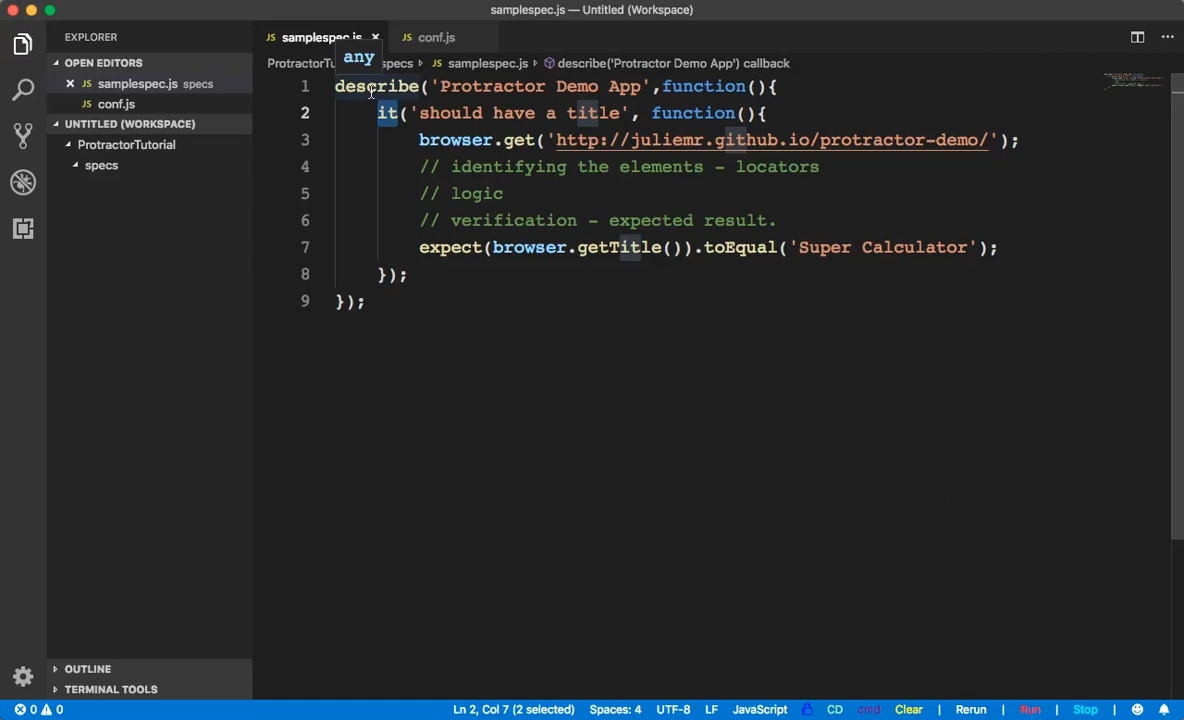 samplespec.js — Untitled (Workspace)
EXPLORER
OPEN EDITORS
samplespec.js specs
conf.js
UNTITLED (WORKSPACE)
ProtractorTutorial
specs
OUTLINE
TERMINAL TOOLS
JS samplespec.js
JS conf.js
any
ProtractorTu specs JS samplespec.js describe('Protractor Demo App') callback
1 describe('Protractor Demo App',function(){
2 it('should have a title', function(){
3 browser.get('http://juliemr.github.io/protractor-demo/');
4 // identifying the elements - locators
5 // logic
6 // verification - expected result.
7 expect(browser.getTitle()).toEqual('Super Calculator');
8 });
9 });
0 0 Ln 2, Col 7 (2 selected) Spaces: 4 UTF-8 LF JavaScript CD cmd Clear Rerun Run Stop